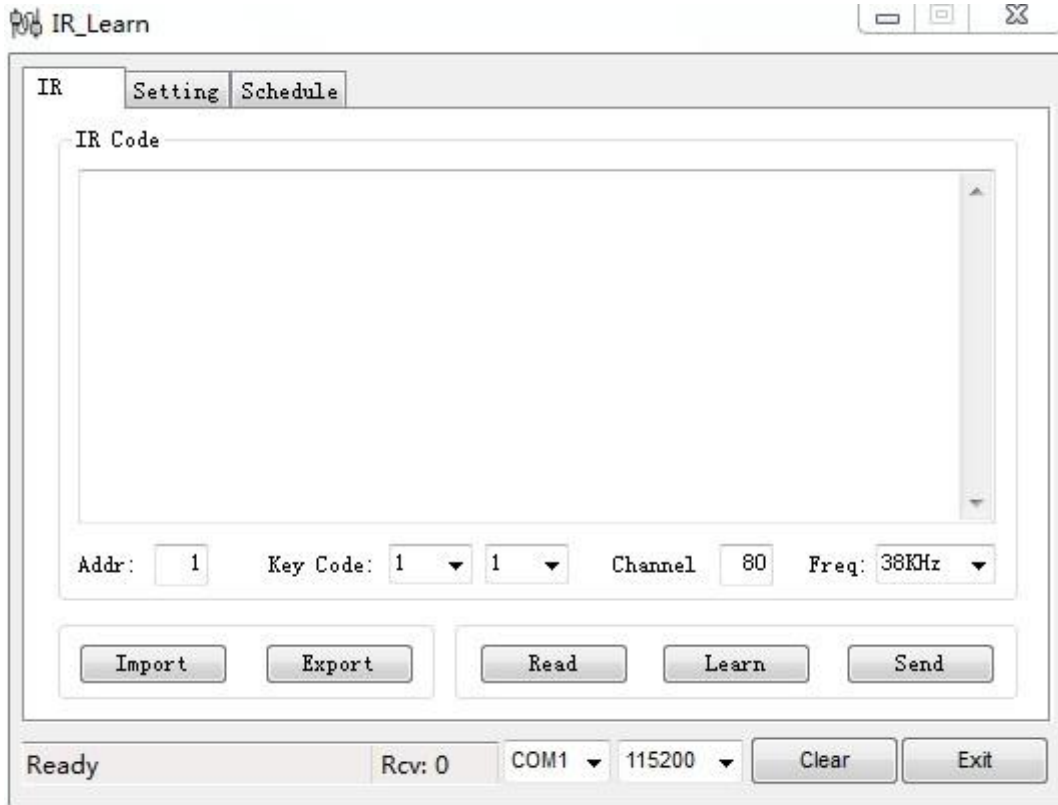 IR_Learn
IR Setting Schedule
IR Code
Addr: 1 Key Code: 1 1 Channel 80 Freq: 38KHz
Import Export Read Learn Send
Ready Rcv: 0 COM1 115200 Clear Exit